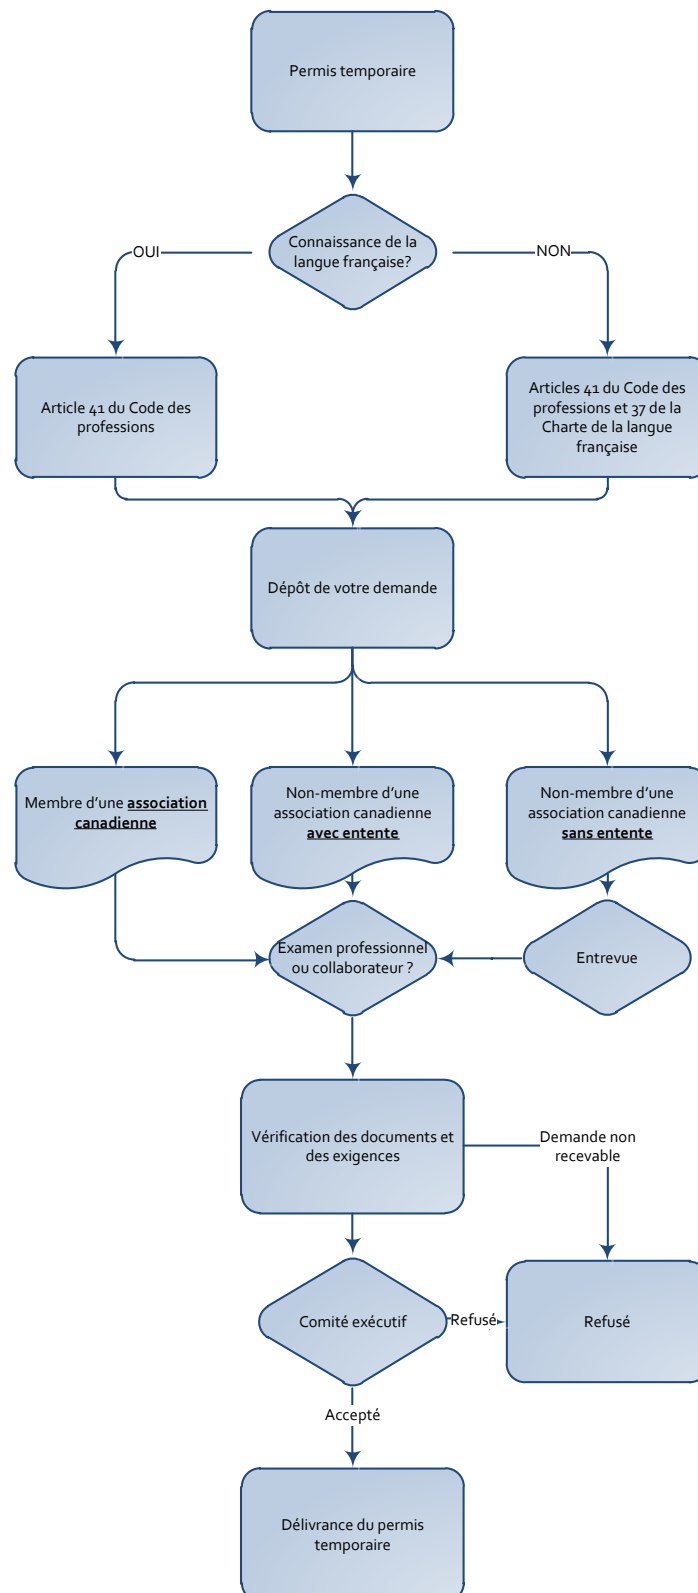 Permis temporaire
Connaissance de la
langue française?
OUI
NON
Article 41 du Code des
professions
Articles 41 du Code des
professions et 37 de la
Charte de la langue
française
Dépôt de votre demande
Membre d'une association
canadienne
Non-membre d'une
association canadienne
avec entente
Non-membre d'une
association canadienne
sans entente
Examen professionnel
ou collaborateur ?
Entrevue
Vérification des documents et
des exigences
Demande non
recevable
Comité exécutif
Refusé
Refusé
Accepté
Délivrance du permis
temporaire